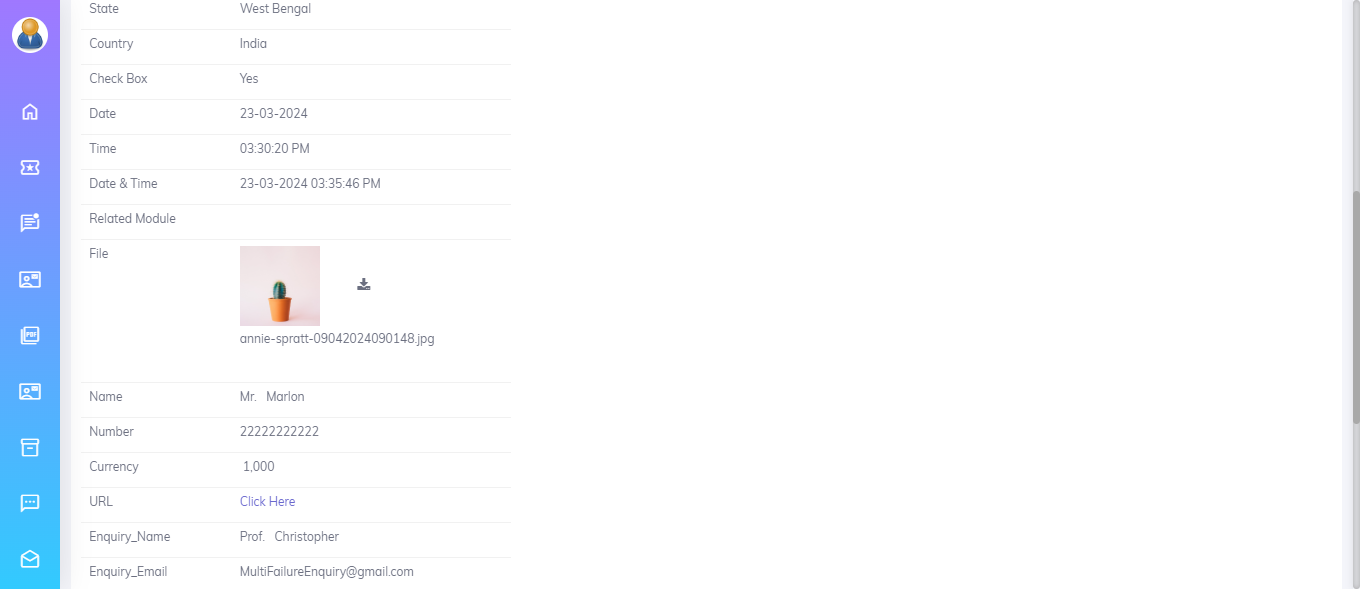 State West Bengal
Country India
Check Box Yes
Date 23-03-2024
Time 03:30:20 PM
Date & Time 23-03-2024 03:35:46 PM
Related Module
File
annie-spratt-09042024090148.jpg
Name Mr. Marlon
Number 22222222222
Currency 1,000
URL Click Here
Enquiry_Name Prof. Christopher
Enquiry_Email MultiFailureEnquiry@gmail.com
PDF